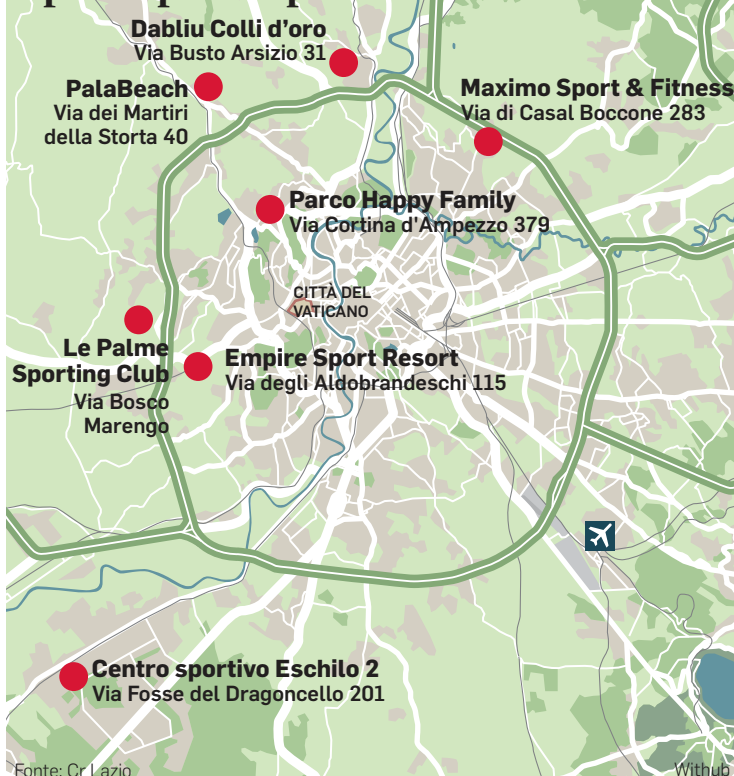 Dabliu Colli d'oro
Via Busto Arsizio 31
PalaBeach
Via dei Martiri
della Storta 40
Maximo Sport & Fitness
Via di Casal Boccone 283
Parco Happy Family
Via Cortina d'Ampezzo 379
CITTÀ DEL
VATICANO
Le Palme
Sporting Club
Via Bosco
Marengo
Empire Sport Resort
Via degli Aldobrandeschi 115
Centro sportivo Eschilo 2
Via Fosse del Dragoncello 201
Fonte: Cr Lazio
Withub